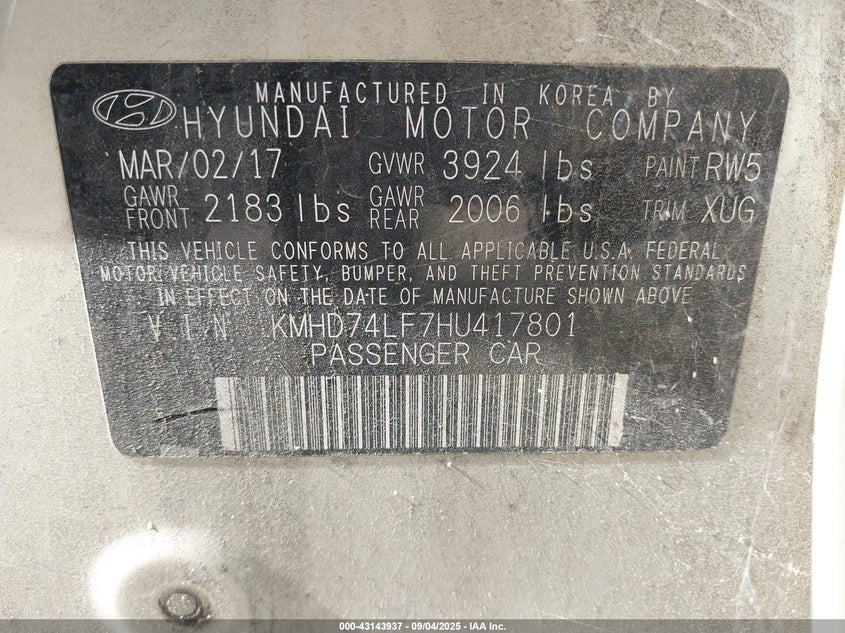 MANUFACTURED IN KOREA BY
HYUNDAI MOTOR COMPANY
MAR/02/17 GVWR 3924 lbs PAINT RW5
GAWR FRONT 2183 lbs GAWR REAR 2006 lbs TRIM XUG
THIS VEHICLE CONFORMS TO ALL APPLICABLE U.S.A. FEDERAL
MOTOR VEHICLE SAFETY, BUMPER, AND THEFT PREVENTION STANDARDS
IN EFFECT ON THE DATE OF MANUFACTURE SHOWN ABOVE
V I N KMHD74LF7HU417801
PASSENGER CAR
000-43143937 - 09/04/2025 - IAA Inc.